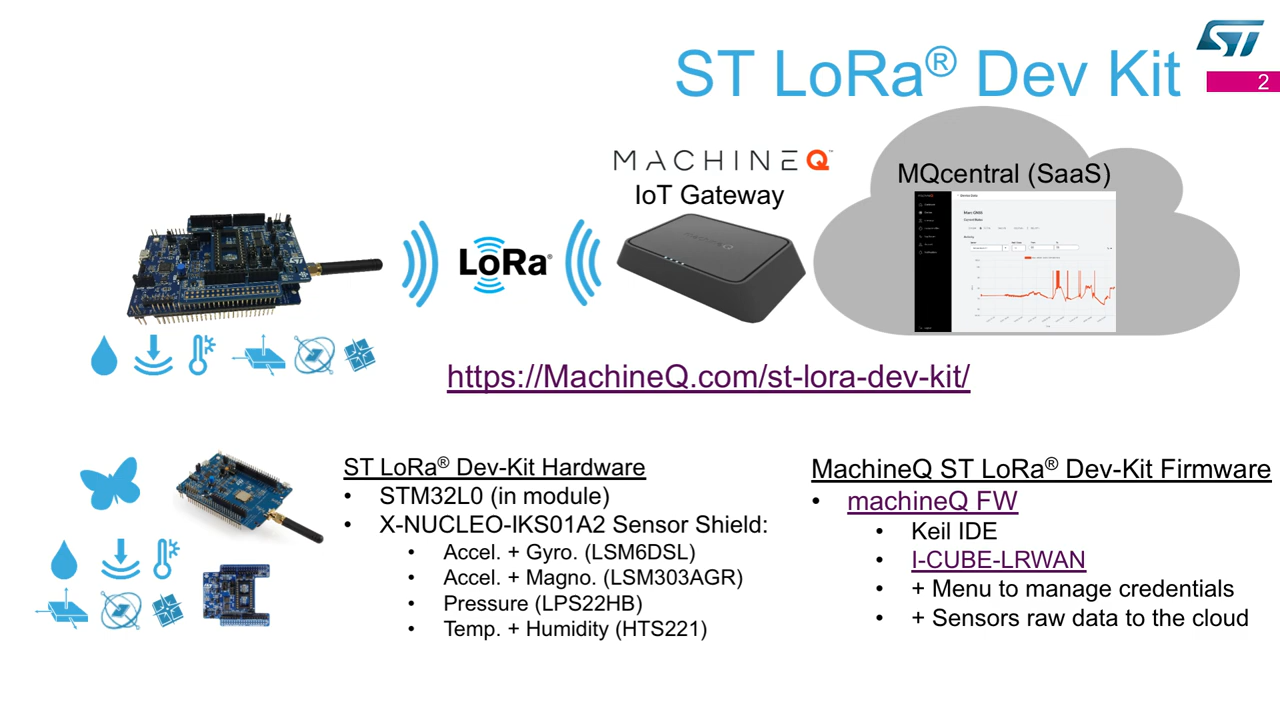 ST LoRa® Dev Kit
ST
2
MACHINEQ™
IoT Gateway
MQcentral (SaaS)
LoRa®
https://MachineQ.com/st-lora-dev-kit/
ST LoRa® Dev-Kit Hardware
• STM32L0 (in module)
• X-NUCLEO-IKS01A2 Sensor Shield:
• Accel. + Gyro. (LSM6DSL)
• Accel. + Magno. (LSM303AGR)
• Pressure (LPS22HB)
• Temp. + Humidity (HTS221)
MachineQ ST LoRa® Dev-Kit Firmware
• machineQ FW
• Keil IDE
• I-CUBE-LRWAN
• + Menu to manage credentials
• + Sensors raw data to the cloud